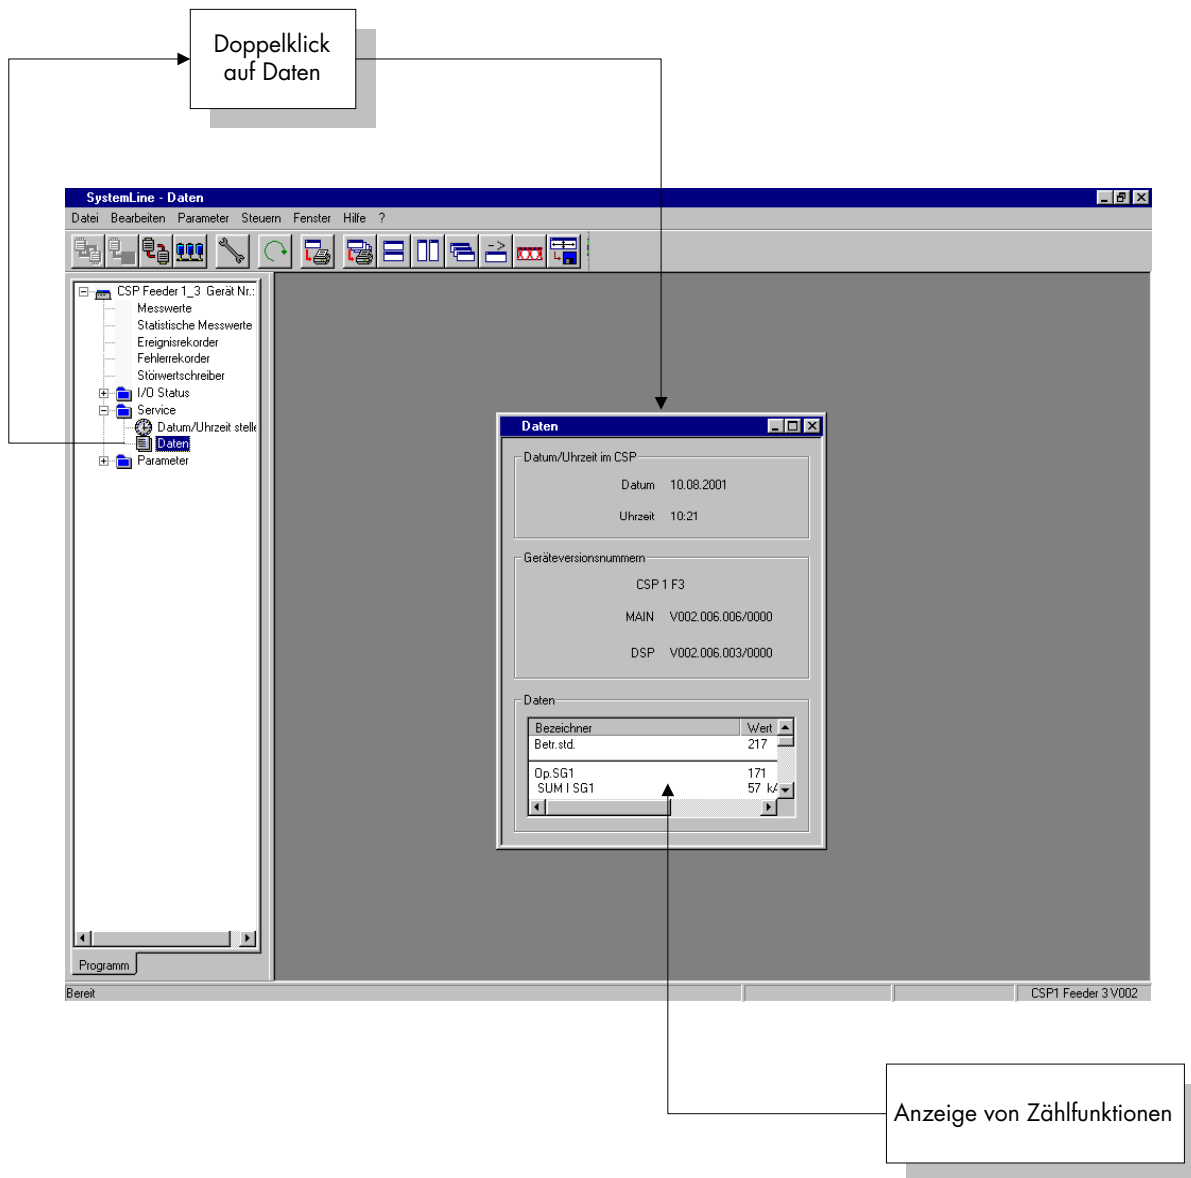 Doppelklick
auf Daten
SystemLine - Daten
Datei Bearbeiten Parameter Steuern Fenster Hilfe ?
CSP Feeder 1_3 Gerät Nr.:
Messwerte
Statistische Messwerte
Ereignisrekorder
Fehlerrekorder
Störwertschreiber
I/O Status
Service
Datum/Uhrzeit stelle
Daten
Parameter
Programm
Daten
Datum/Uhrzeit im CSP
Datum 10.08.2001
Uhrzeit 10:21
Geräteversionsnummern
CSP 1 F3
MAIN V002.006.006/0000
DSP V002.006.003/0000
Daten
Bezeichner Wert
Betr.std. 217
Op.SG1 171
SUM I SG1 57 kA
Bereit CSP1 Feeder 3 V002
Anzeige von Zählfunktionen